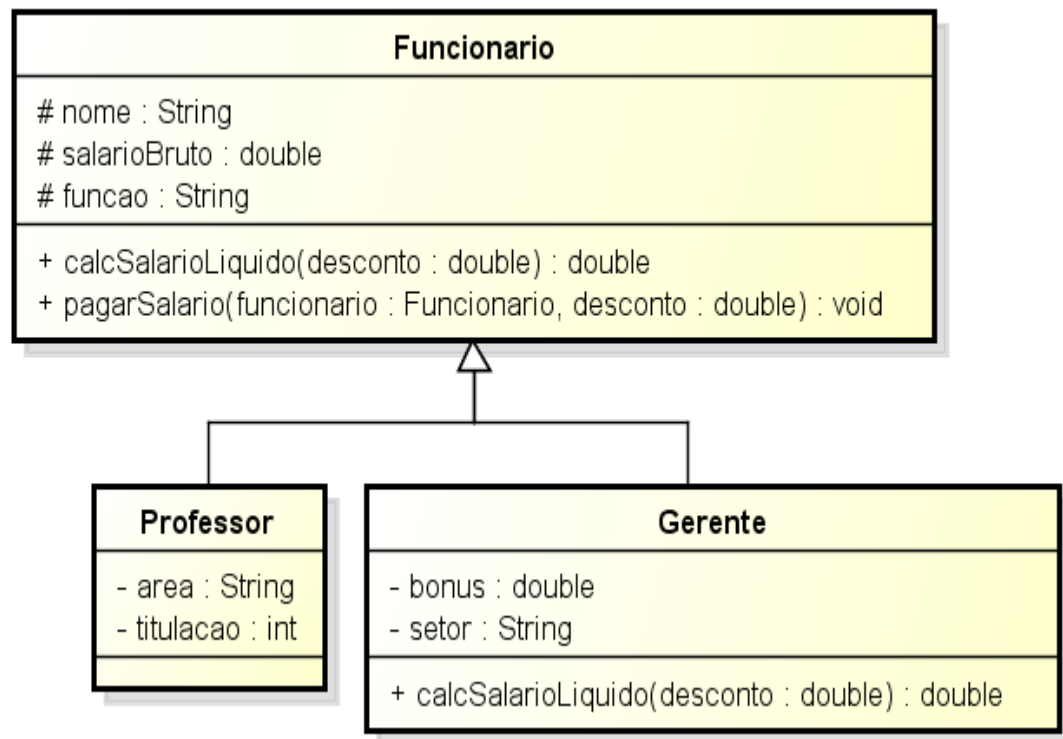 Funcionario
# nome : String
# salarioBruto : double
# funcao : String
+ calcSalarioLiquido(desconto : double) : double
+ pagarSalario(funcionario : Funcionario, desconto : double) : void
Professor
- area : String
- titulacao : int
Gerente
- bonus : double
- setor : String
+ calcSalarioLiquido(desconto : double) : double